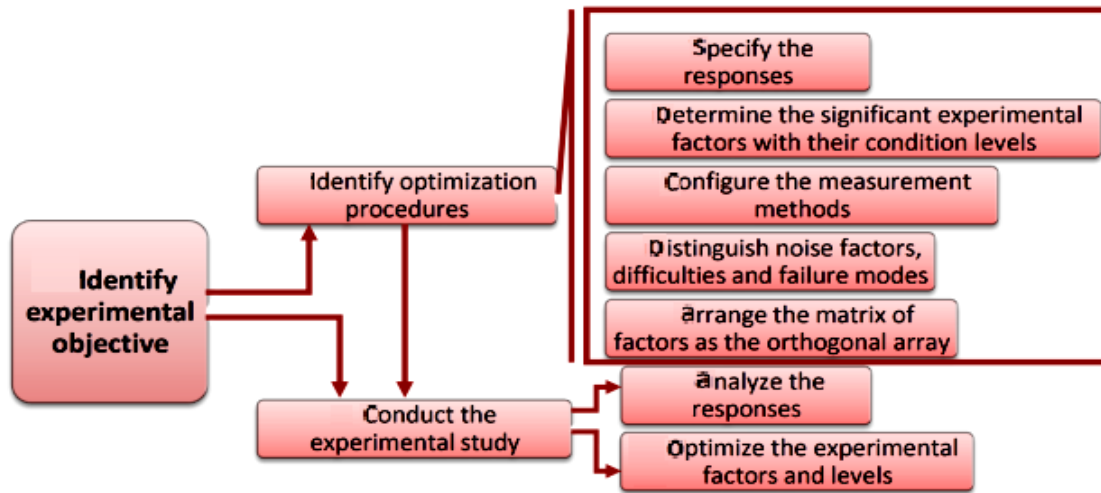 Specify the
responses
Determine the significant experimental
factors with their condition levels
Identify optimization
procedures
Configure the measurement
methods
Distinguish noise factors,
difficulties and failure modes
Identify
experimental
objective
arrange the matrix of
factors as the orthogonal array
analyze the
responses
Conduct the
experimental study
Optimize the experimental
factors and levels